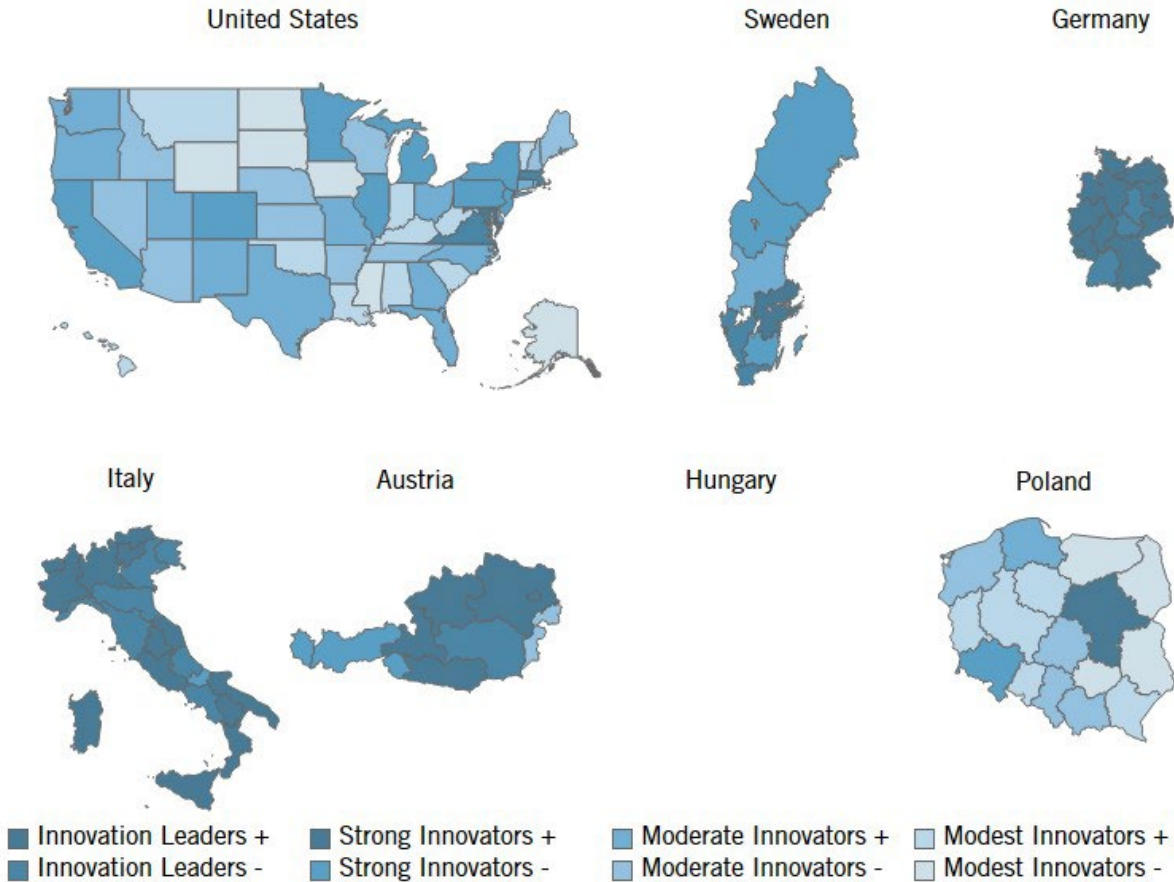 United States
Sweden
Germany
Italy
Austria
Hungary
Poland
Innovation Leaders +
Strong Innovators +
Moderate Innovators +
Modest Innovators +
Innovation Leaders -
Strong Innovators -
Moderate Innovators -
Modest Innovators -